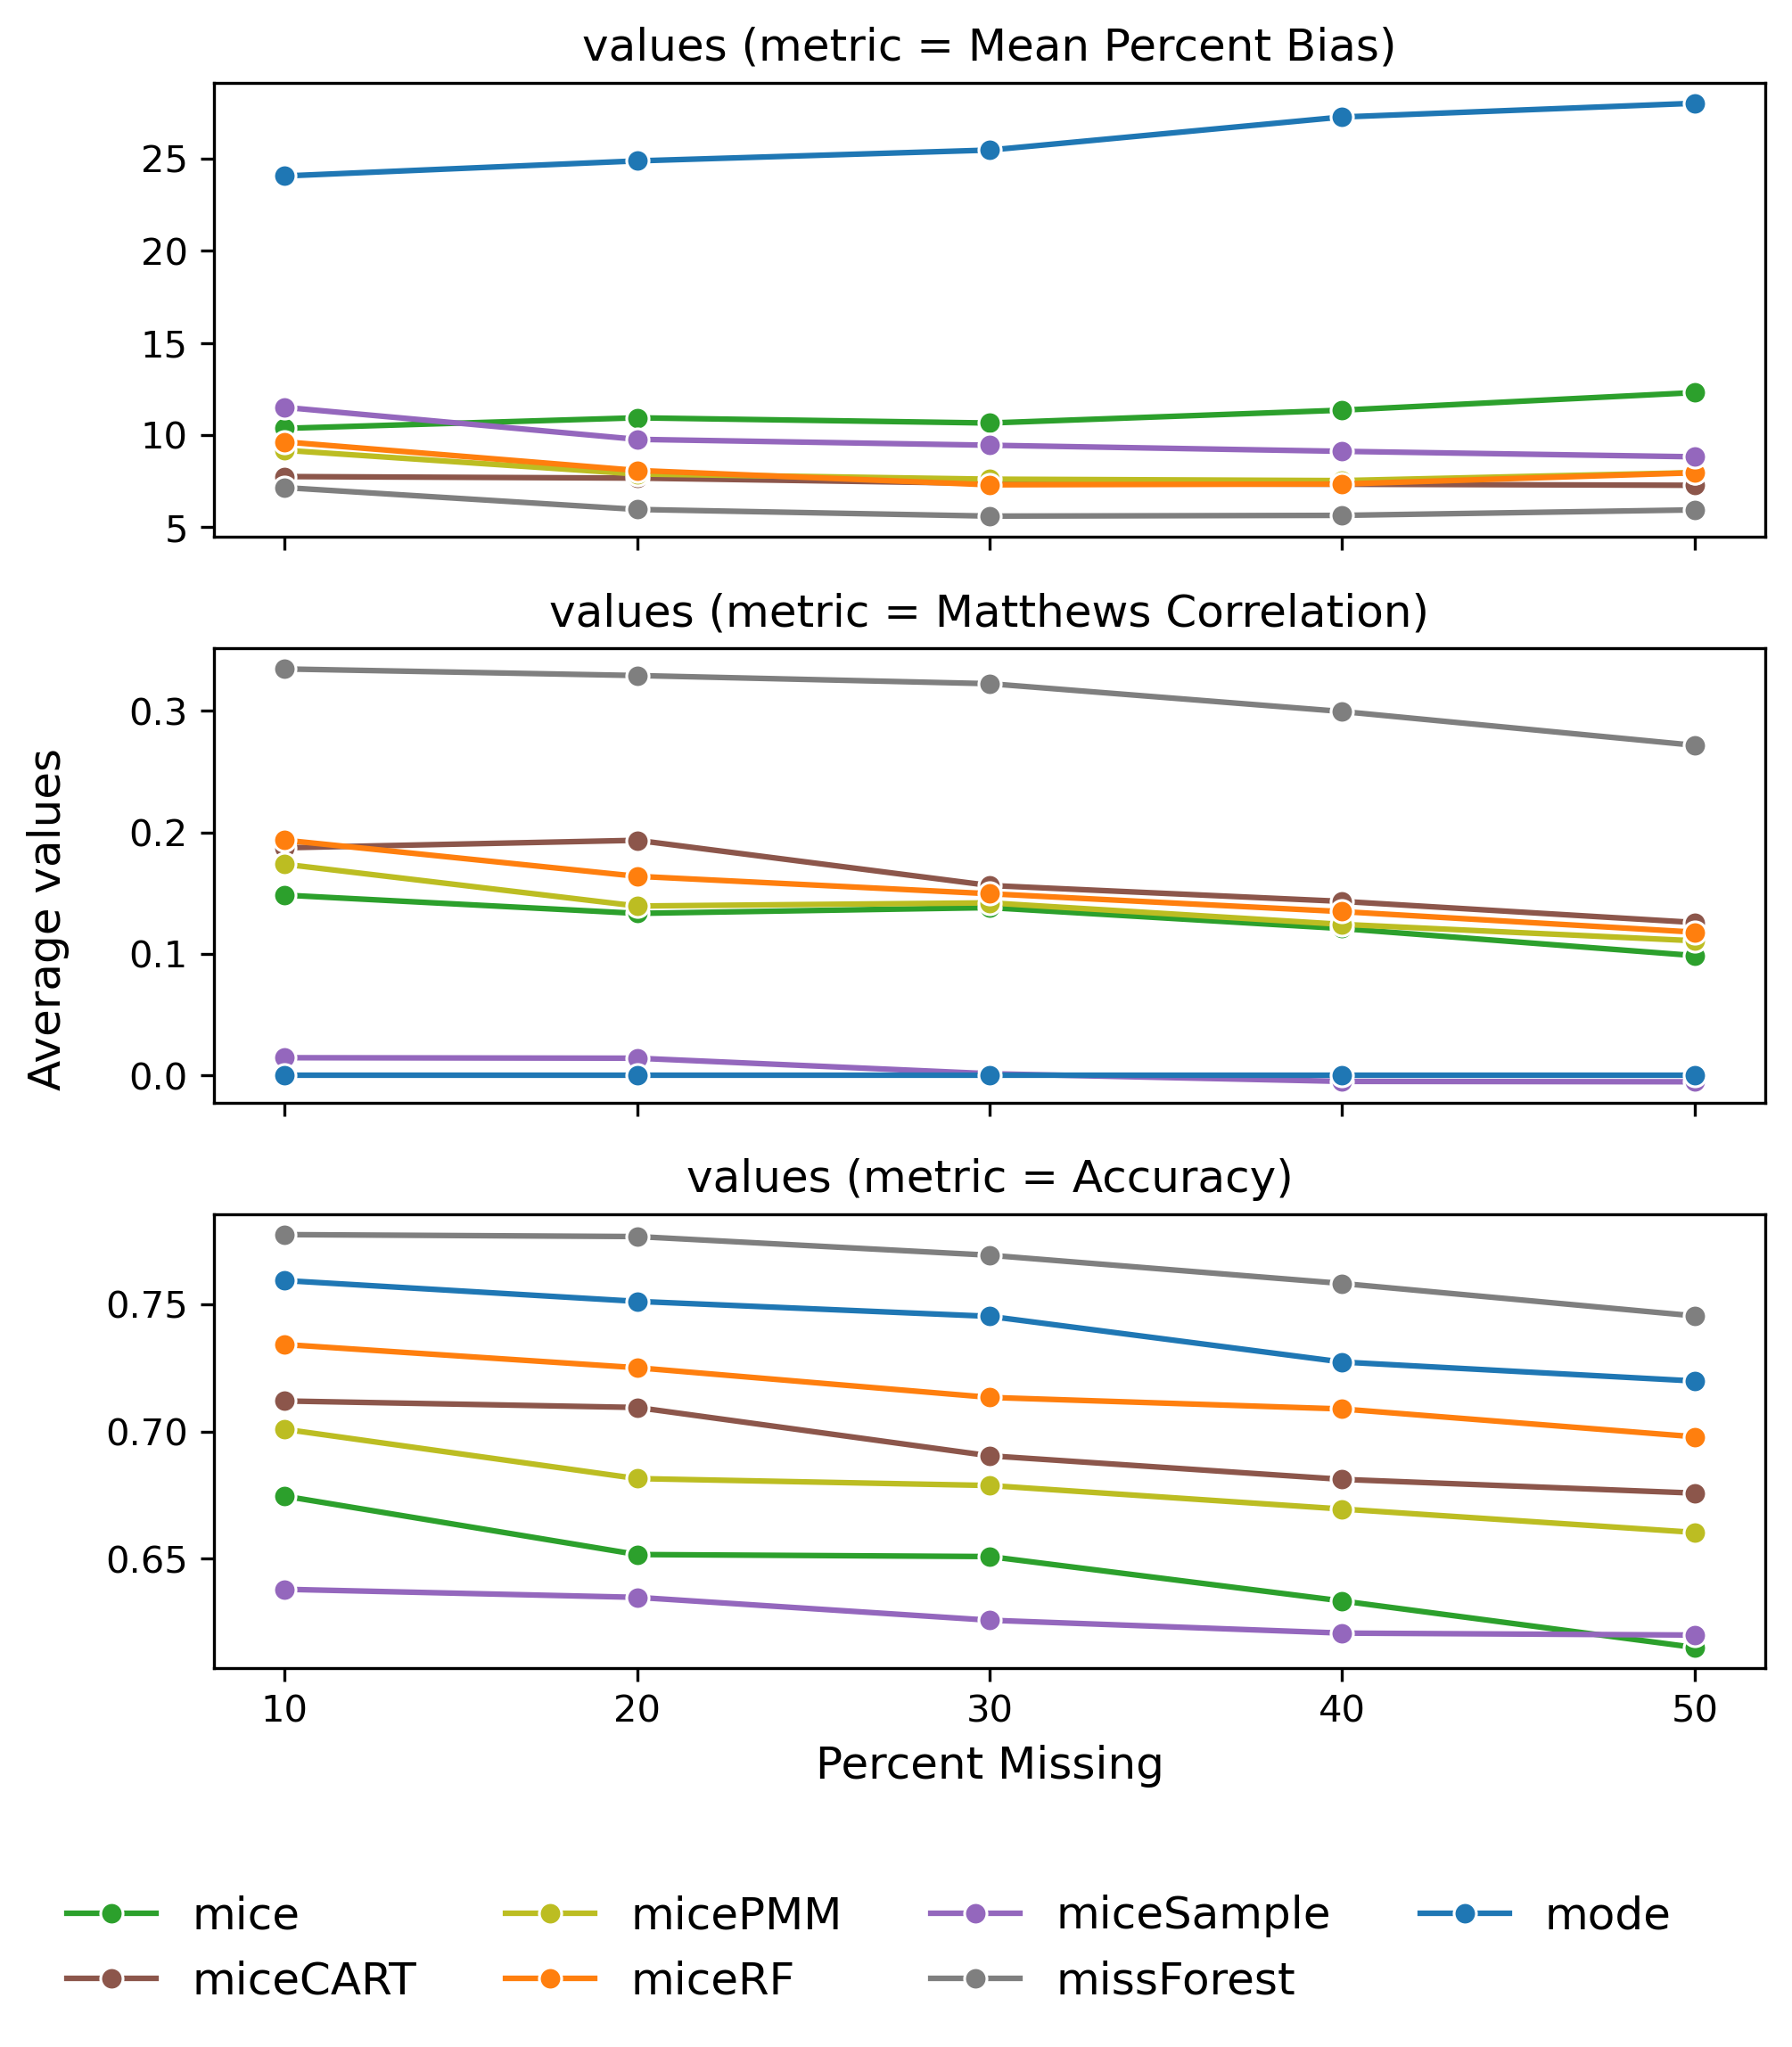 values (metric = Mean Percent Bias)
25
20
15
10
5
values (metric = Matthews Correlation)
0.3
0.2
0.1
0.0
Average values
values (metric = Accuracy)
0.75
0.70
0.65
10 20 30 40 50
Percent Missing
mice micePMM miceSample mode
miceCART miceRF missForest